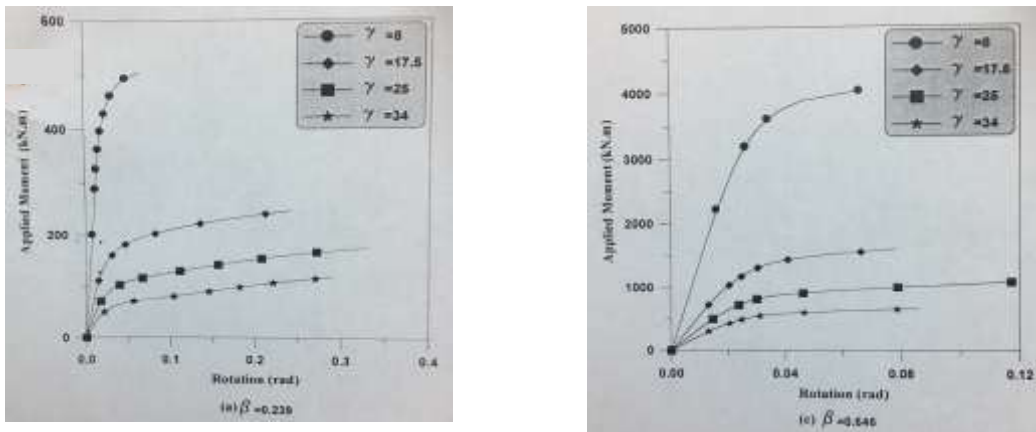 600
400
200
0
Applied Moment (kN.m)
γ =8
γ =17.5
γ =25
γ =34
0.0 0.1 0.2 0.3 0.4
Rotation (rad)
(a) β =0.239
5000
4000
3000
2000
1000
0
Applied Moment (kN.m)
γ =8
γ =17.5
γ =25
γ =34
0.00 0.04 0.08 0.12
Rotation (rad)
(c) β =0.546